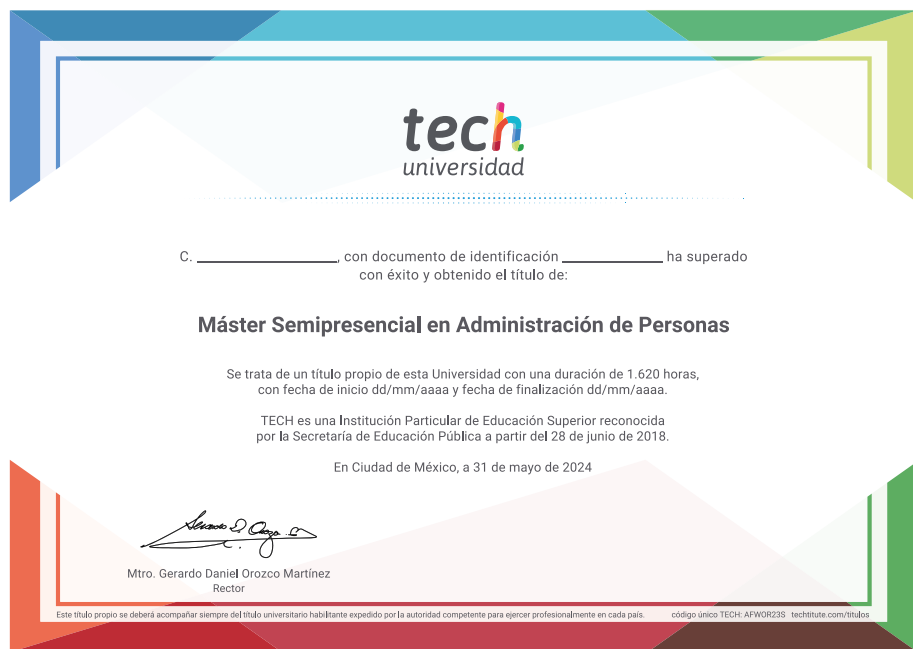 tech
universidad
C. ____________________, con documento de identificación ______________ ha superado
con éxito y obtenido el título de:
Máster Semipresencial en Administración de Personas
Se trata de un título propio de esta Universidad con una duración de 1.620 horas,
con fecha de inicio dd/mm/aaaa y fecha de finalización dd/mm/aaaa.
TECH es una Institución Particular de Educación Superior reconocida
por la Secretaría de Educación Pública a partir del 28 de junio de 2018.
En Ciudad de México, a 31 de mayo de 2024
Mtro. Gerardo Daniel Orozco Martínez
Rector
Este título propio se deberá acompañar siempre del título universitario habilitante expedido por la autoridad competente para ejercer profesionalmente en cada país. código único TECH: AFWOR23S techtitute.com/titulos